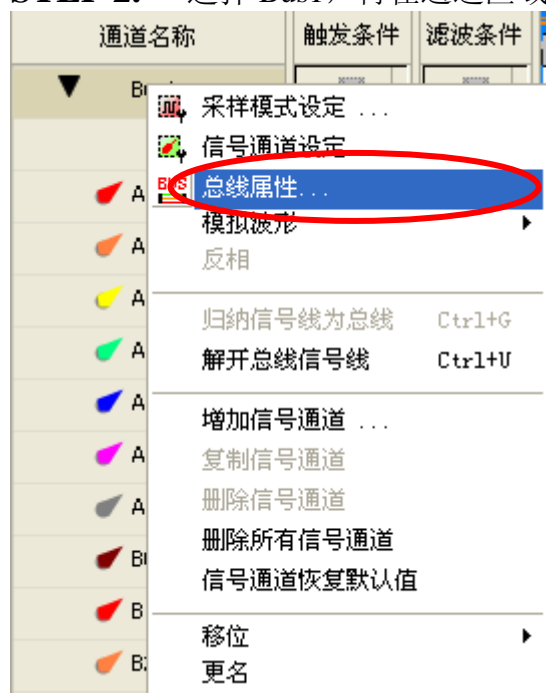 通道名称 触发条件 滤波条件
采样模式设定 ...
信号通道设定
BUS 总线属性...
A 模拟波形
A 反相
A 归纳信号线为总线 Ctrl+G
A 解开总线信号线 Ctrl+U
A 增加信号通道 ...
A 复制信号通道
A 删除信号通道
删除所有信号通道
信号通道恢复默认值
B 移位
更名